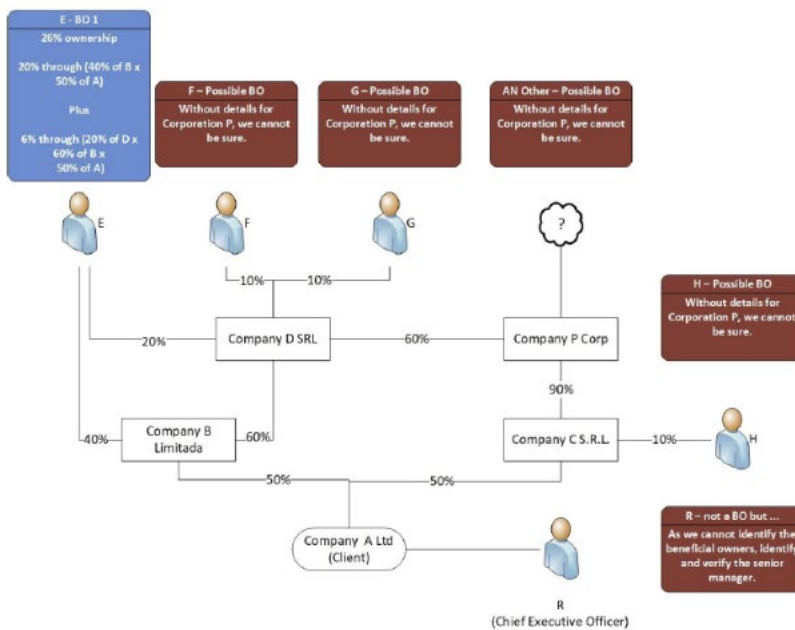 E - BO 1
26% ownership
20% through (40% of B x
50% of A)
Plus
6% through (20% of D x
60% of B x
50% of A)
F – Possible BO
Without details for
Corporation P, we cannot
be sure.
G – Possible BO
Without details for
Corporation P, we cannot
be sure.
AN Other – Possible BO
Without details for
Corporation P, we cannot
be sure.
E
F
G
?
10%
10%
H – Possible BO
Without details for
Corporation P, we cannot
be sure.
20%
Company D SRL
60%
Company P Corp
90%
40%
Company B
Limitada
60%
Company C S.R.L.
10%
H
50%
50%
Company A Ltd
(Client)
R – not a BO but ...
As we cannot identify the
beneficial owners, identify
and verify the senior
manager.
R
(Chief Executive Officer)